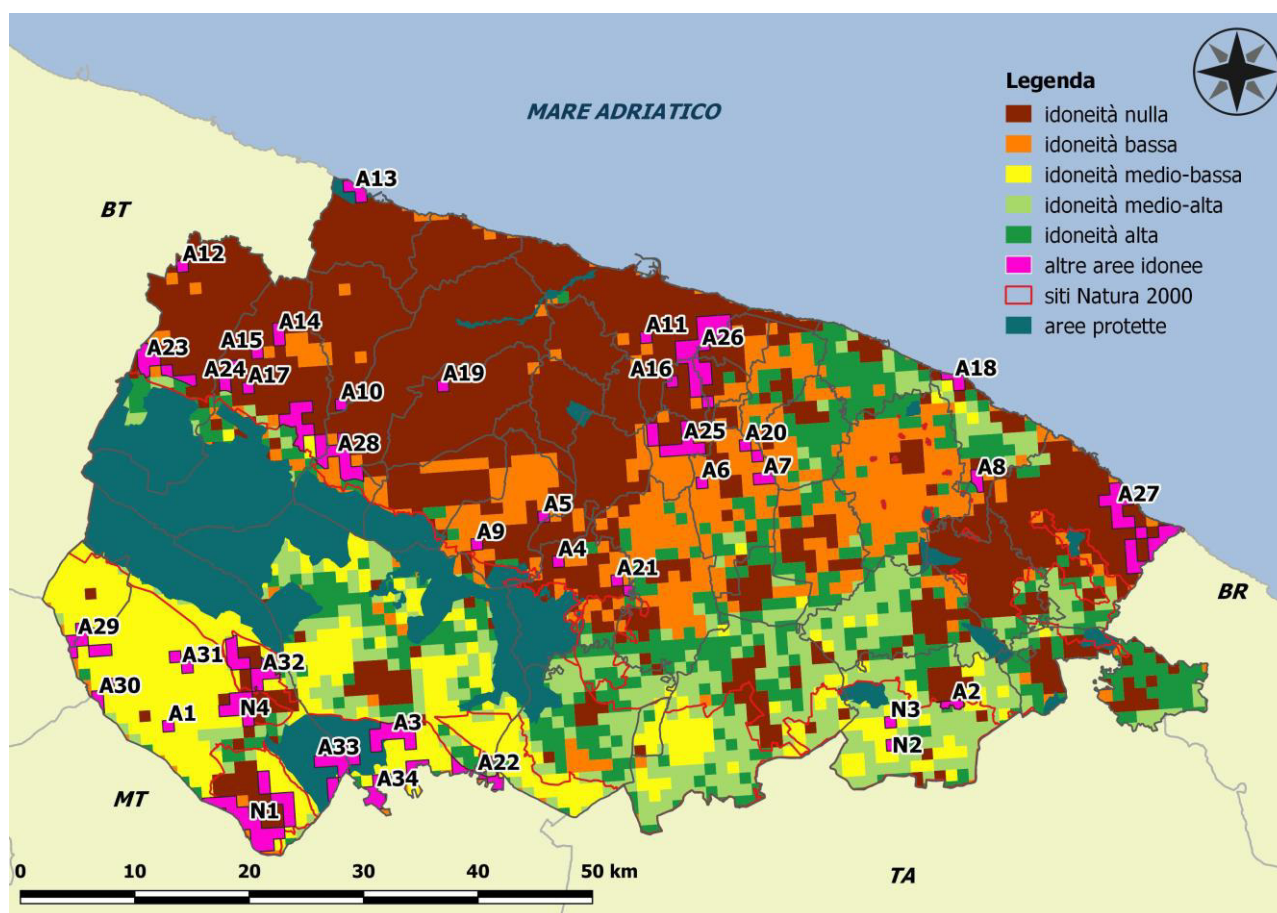 MARE ADRIATICO
Legenda
idoneità nulla
idoneità bassa
idoneità medio-bassa
idoneità medio-alta
idoneità alta
altre aree idonee
siti Natura 2000
aree protette
BT
A13
A12
A14
A15
A11
A26
A23
A24
A17
A10
A19
A16
A18
A28
A25
A20
A6
A7
A8
A27
A5
A9
A4
A21
BR
A29
A31
A32
A30
A1
N4
A3
N3
A2
N2
A33
A34
A22
MT
N1
TA
0 10 20 30 40 50 km